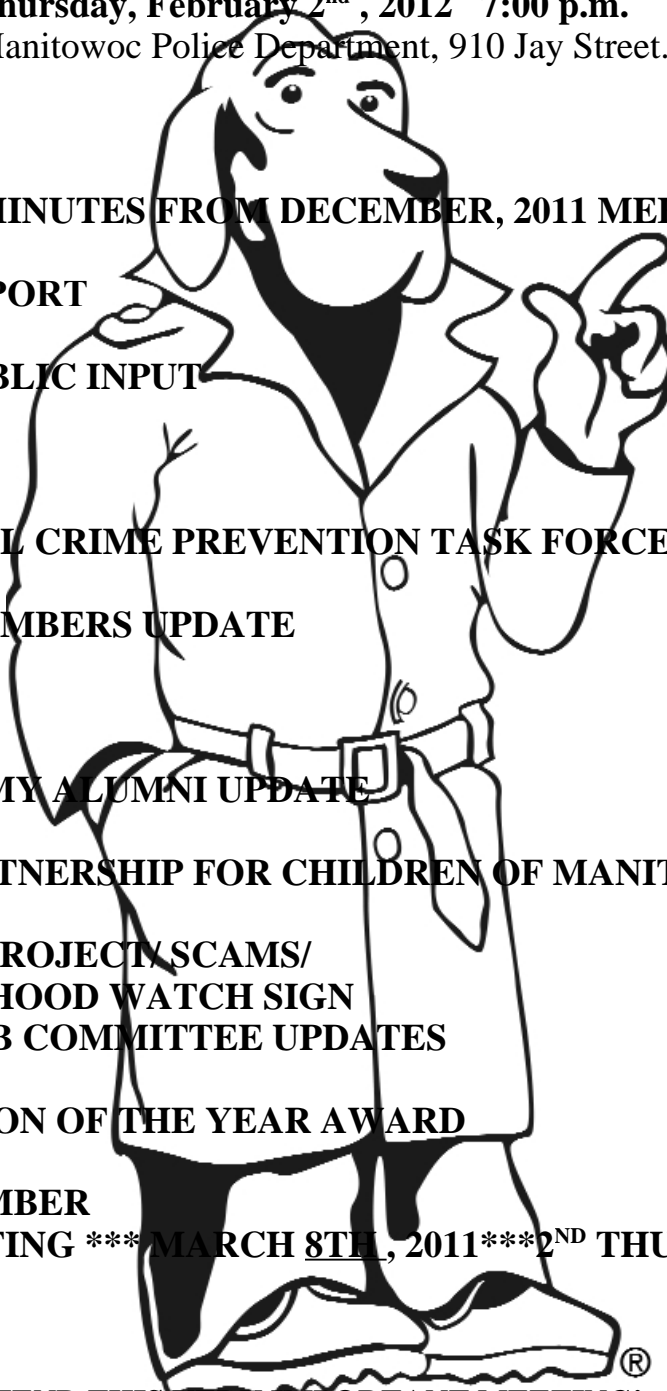 hursday, February 2nd , 2012 7:00 p.m.
Manitowoc Police Department, 910 Jay Street.
MINUTES FROM DECEMBER, 2011 MEE
PORT
BLIC INPUT
L CRIME PREVENTION TASK FORCE
MBERS UPDATE
MY ALUMNI UPDATE
TNERSHIP FOR CHILDREN OF MANIT
ROJECT/ SCAMS/
HOOD WATCH SIGN
B COMMITTEE UPDATES
ON OF THE YEAR AWARD
MBER
TING *** MARCH 8TH , 2011***2ND THU
®